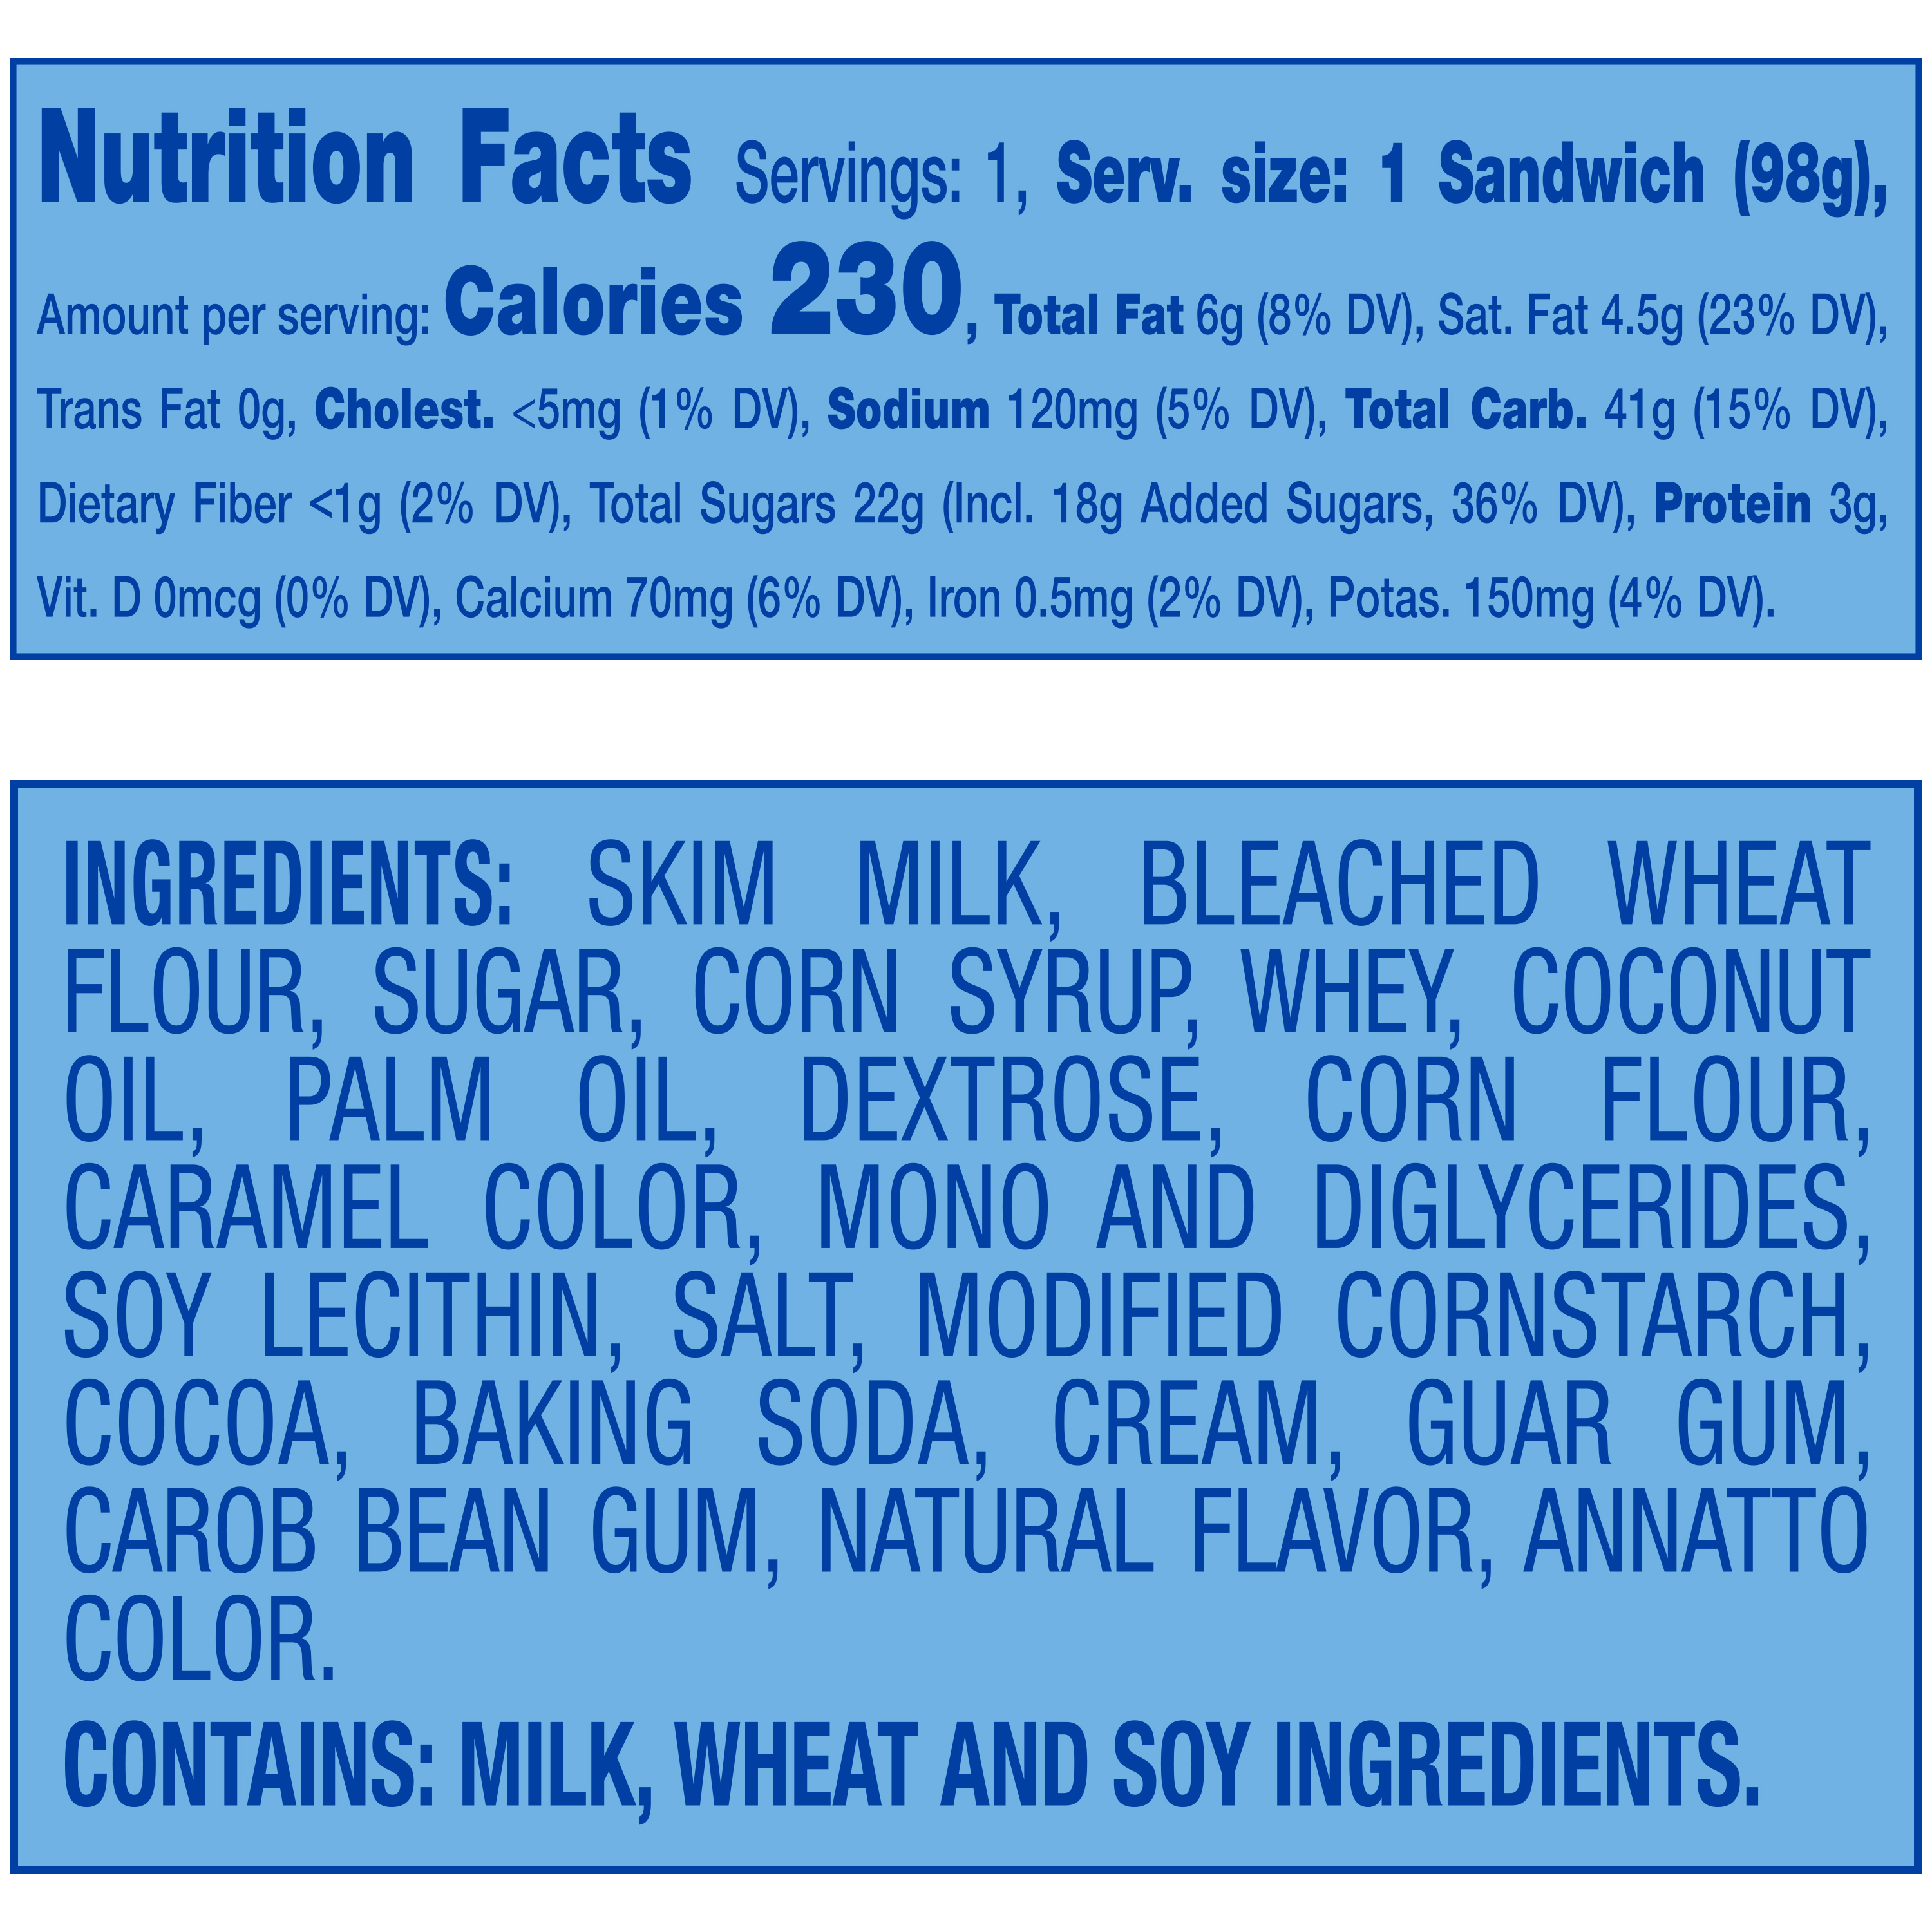 Nutrition Facts Servings: 1, Serv. size: 1 Sandwich (98g),
Amount per serving: Calories 230, Total Fat 6g (8% DV), Sat. Fat 4.5g (23% DV),
Trans Fat 0g, Cholest. <5mg (1% DV), Sodium 120mg (5% DV), Total Carb. 41g (15% DV),
Dietary Fiber <1g (2% DV), Total Sugars 22g (Incl. 18g Added Sugars, 36% DV), Protein 3g,
Vit. D 0mcg (0% DV), Calcium 70mg (6% DV), Iron 0.5mg (2% DV), Potas. 150mg (4% DV).
INGREDIENTS: SKIM MILK, BLEACHED WHEAT
FLOUR, SUGAR, CORN SYRUP, WHEY, COCONUT
OIL, PALM OIL, DEXTROSE, CORN FLOUR,
CARAMEL COLOR, MONO AND DIGLYCERIDES,
SOY LECITHIN, SALT, MODIFIED CORNSTARCH,
COCOA, BAKING SODA, CREAM, GUAR GUM,
CAROB BEAN GUM, NATURAL FLAVOR, ANNATTO
COLOR.
CONTAINS: MILK, WHEAT AND SOY INGREDIENTS.